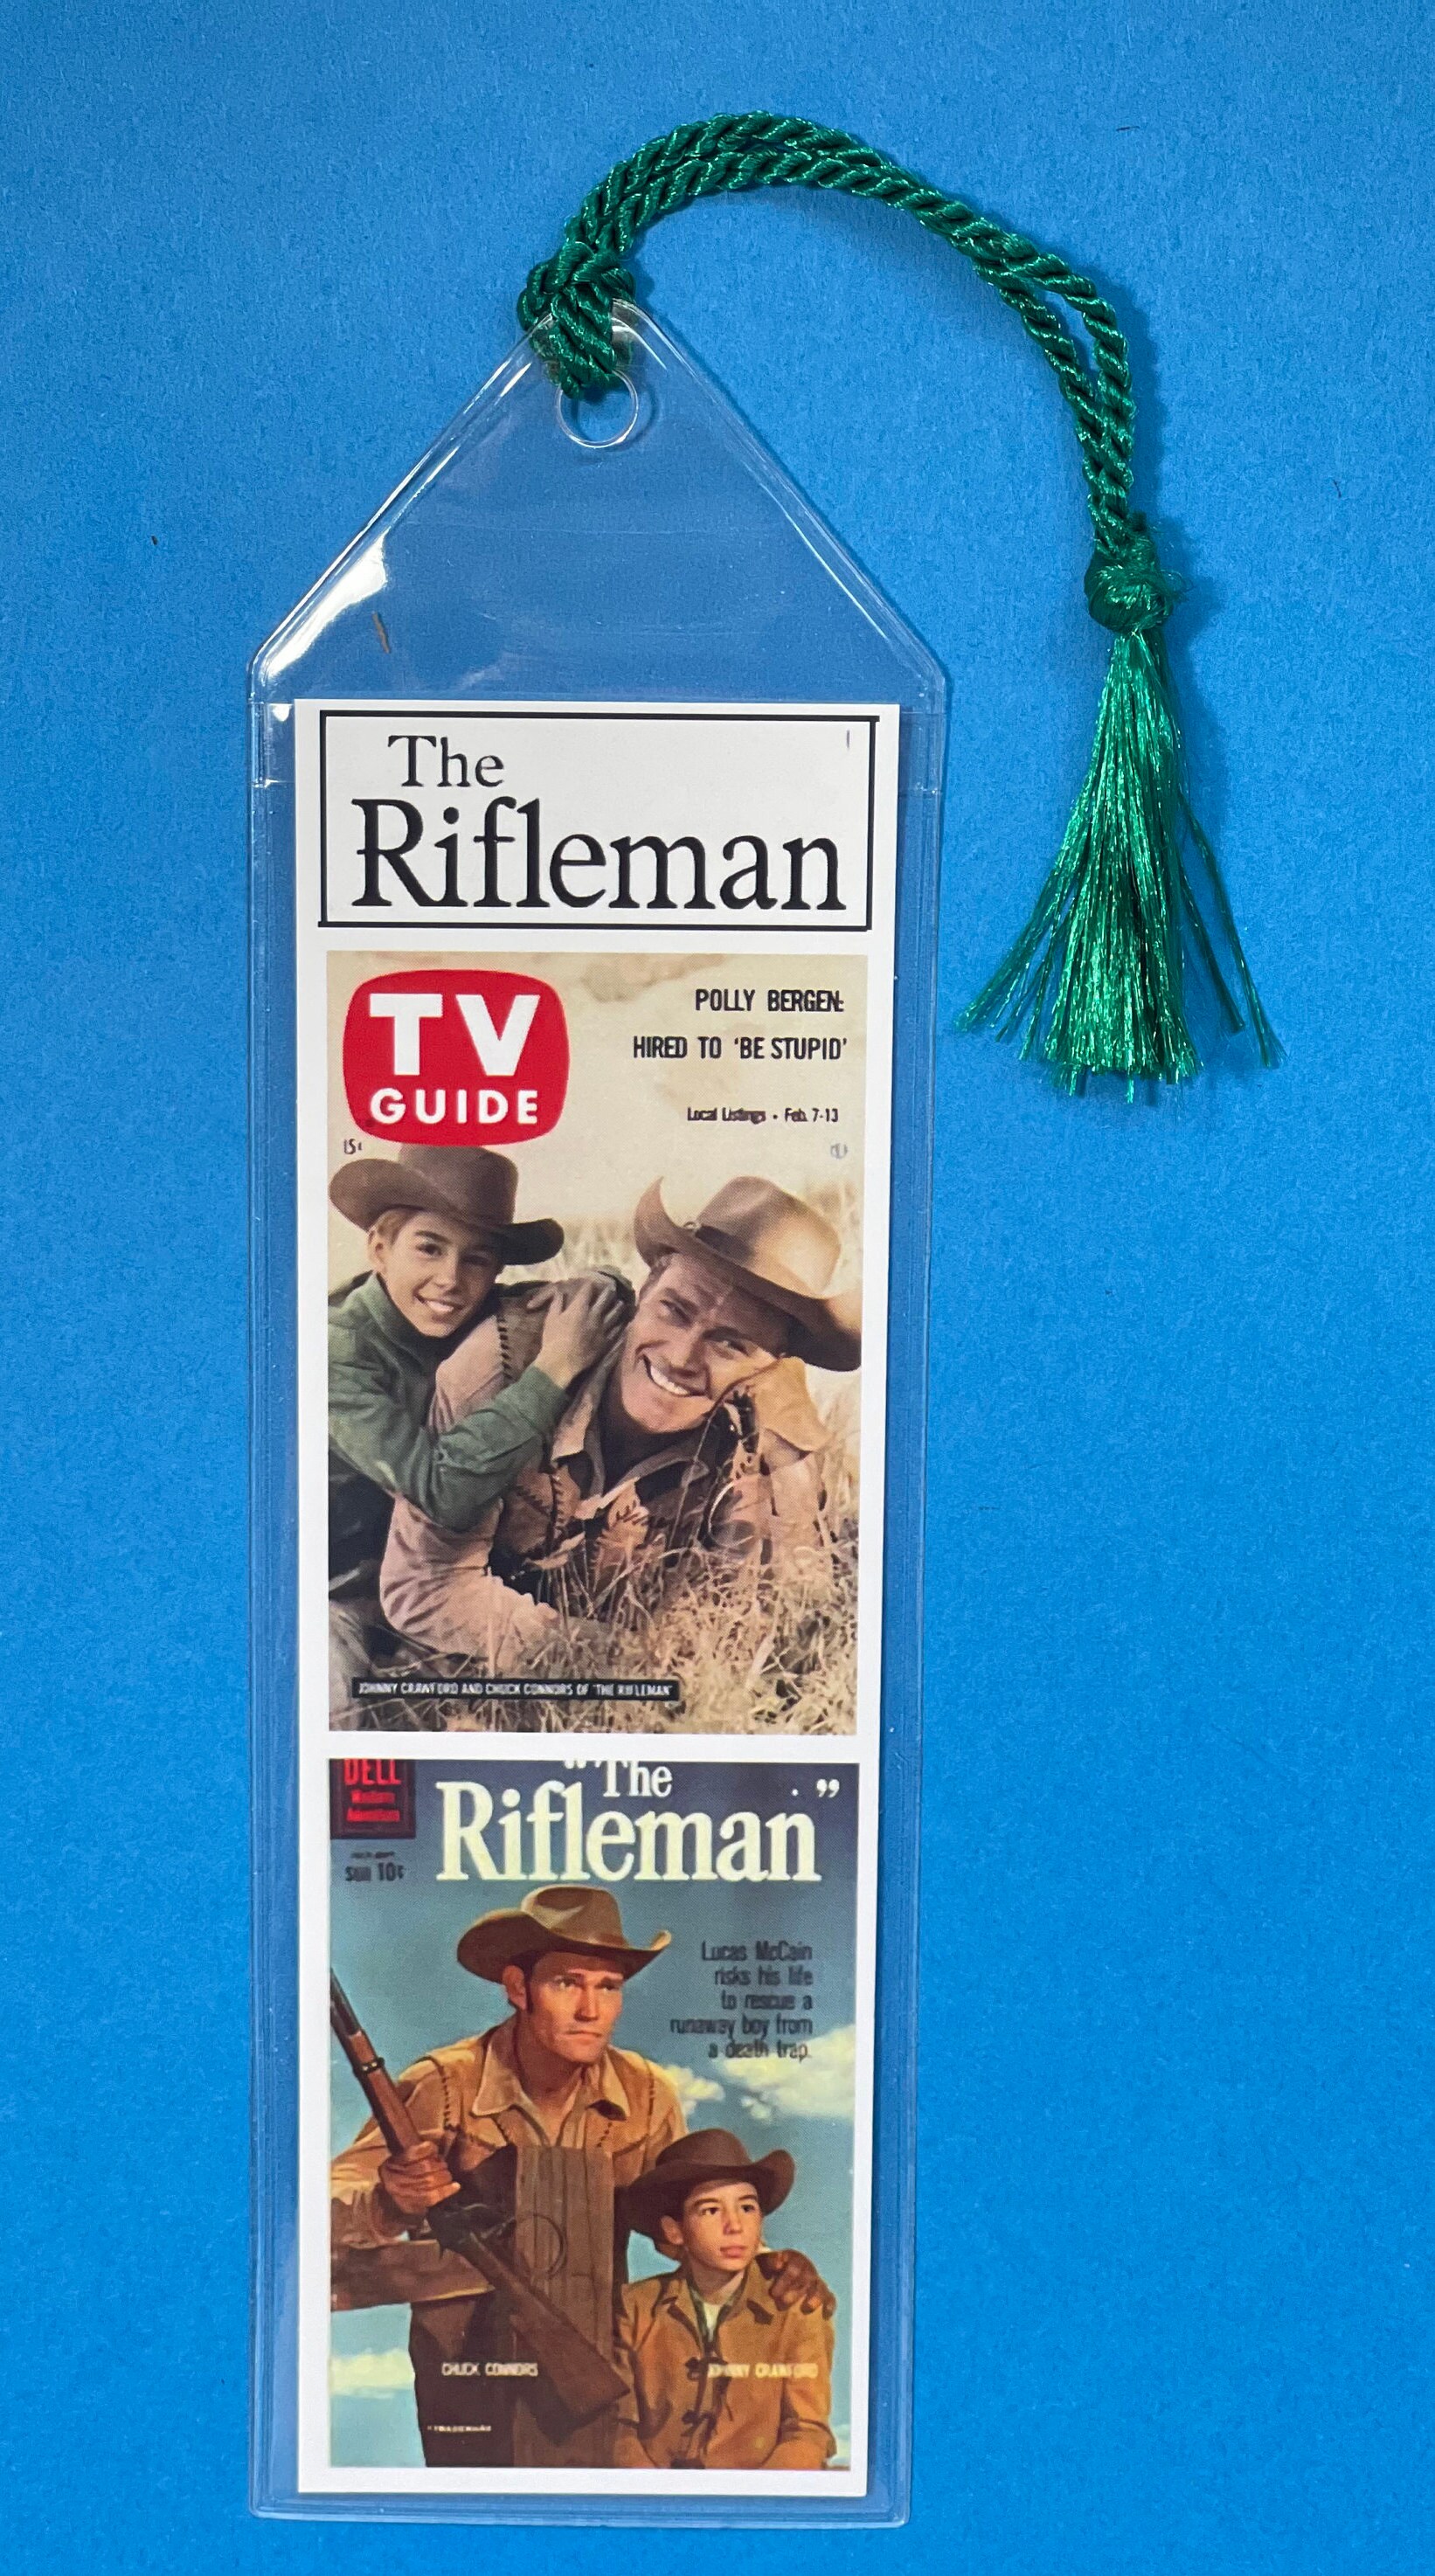 The
Rifleman
TV
GUIDE
15¢
POLLY BERGEN:
HIRED TO 'BE STUPID'
Local Listings • Feb. 7-13
JOHNNY CRAWFORD AND CHUCK CONNORS OF 'THE RIFLEMAN'
DELL
Western
Adventure
10¢
"The
Rifleman"
Lucas McCain
risks his life
to rescue a
runaway boy from
a death trap.
CHUCK CONNORS
JOHNNY CRAWFORD